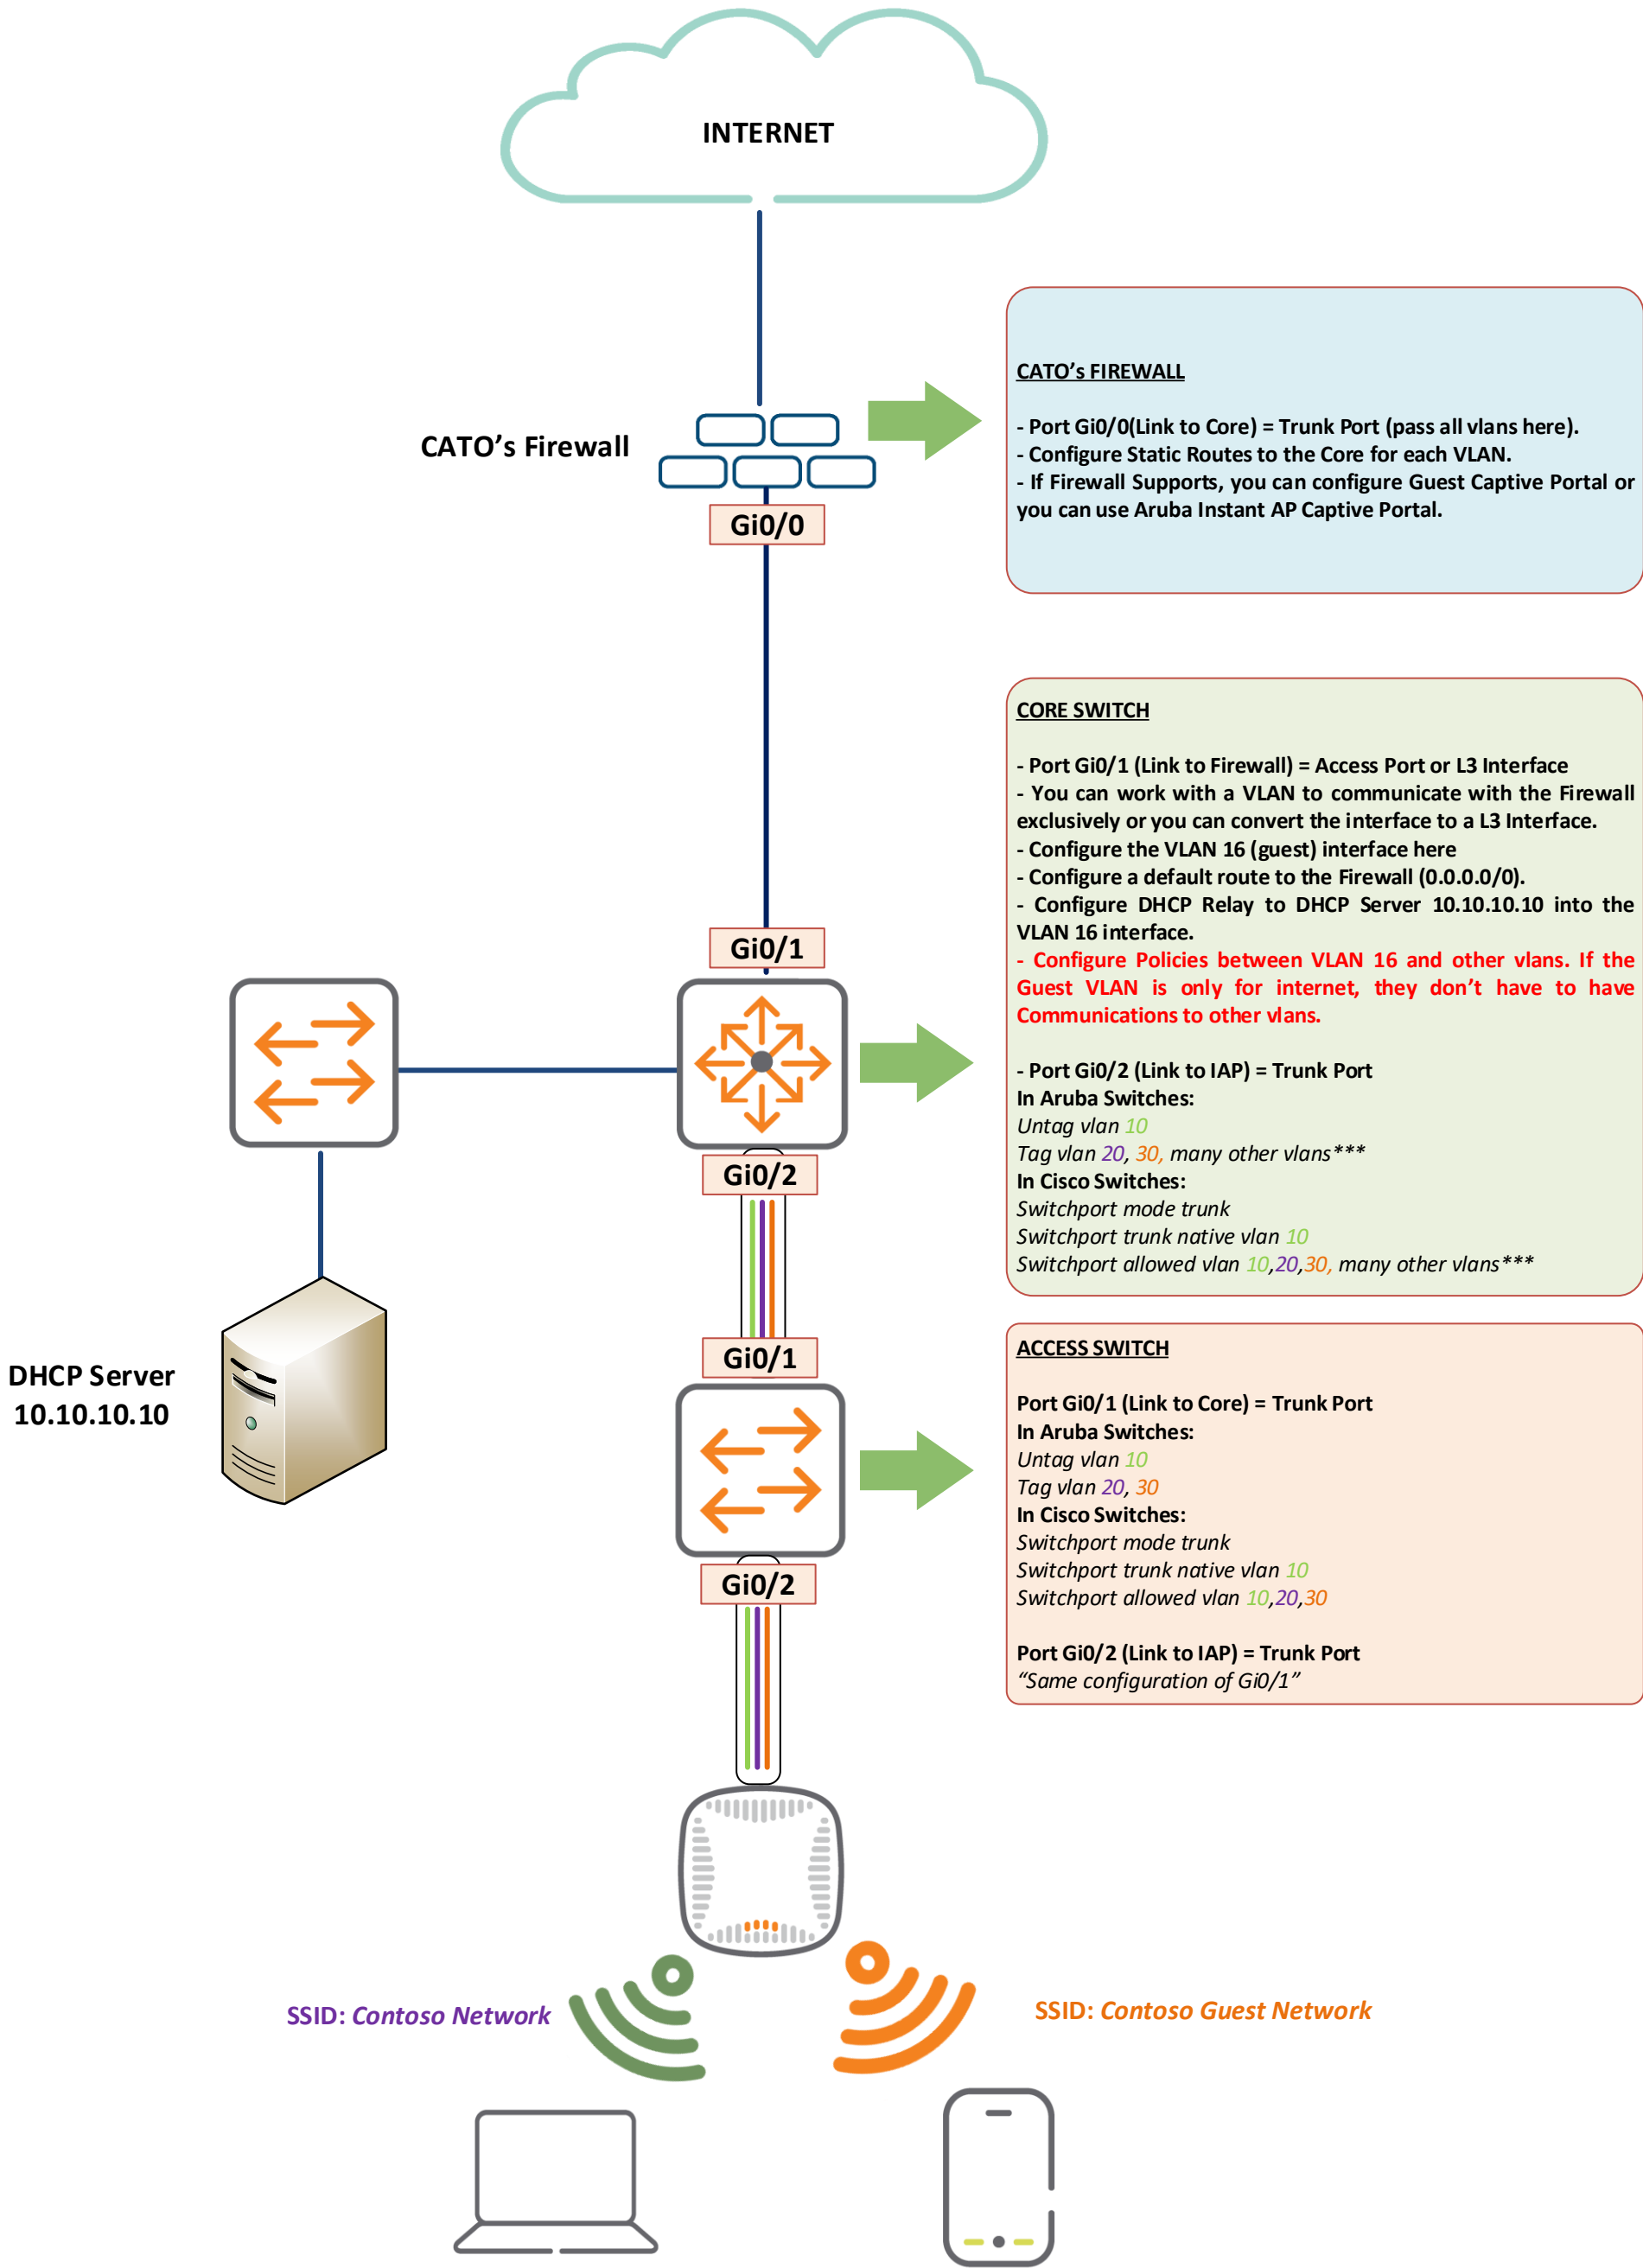 INTERNET
CATO's FIREWALL
- Port Gi0/0(Link to Core) = Trunk Port (pass all vlans here).
- Configure Static Routes to the Core for each VLAN.
- If Firewall Supports, you can configure Guest Captive Portal or
you can use Aruba Instant AP Captive Portal.
CATO’s Firewall
Gi0/0
CORE SWITCH
- Port Gi0/1 (Link to Firewall) = Access Port or L3 Interface
- You can work with a VLAN to communicate with the Firewall
exclusively or you can convert the interface to a L3 Interface.
- Configure the VLAN 16 (guest) interface here
- Configure a default route to the Firewall (0.0.0.0/0).
- Configure DHCP Relay to DHCP Server 10.10.10.10 into the
VLAN 16 interface.
- Configure Policies between VLAN 16 and other vlans. If the
Guest VLAN is only for internet, they don’t have to have
Communications to other vlans.
- Port Gi0/2 (Link to IAP) = Trunk Port
In Aruba Switches:
Untag vlan 10
Tag vlan 20, 30, many other vlans***
In Cisco Switches:
Switchport mode trunk
Switchport trunk native vlan 10
Switchport allowed vlan 10,20,30, many other vlans***
Gi0/1
Gi0/2
Gi0/1
DHCP Server
10.10.10.10
ACCESS SWITCH
Port Gi0/1 (Link to Core) = Trunk Port
In Aruba Switches:
Untag vlan 10
Tag vlan 20, 30
In Cisco Switches:
Switchport mode trunk
Switchport trunk native vlan 10
Switchport allowed vlan 10,20,30
Port Gi0/2 (Link to IAP) = Trunk Port
“Same configuration of Gi0/1”
Gi0/2
SSID: Contoso Network
SSID: Contoso Guest Network